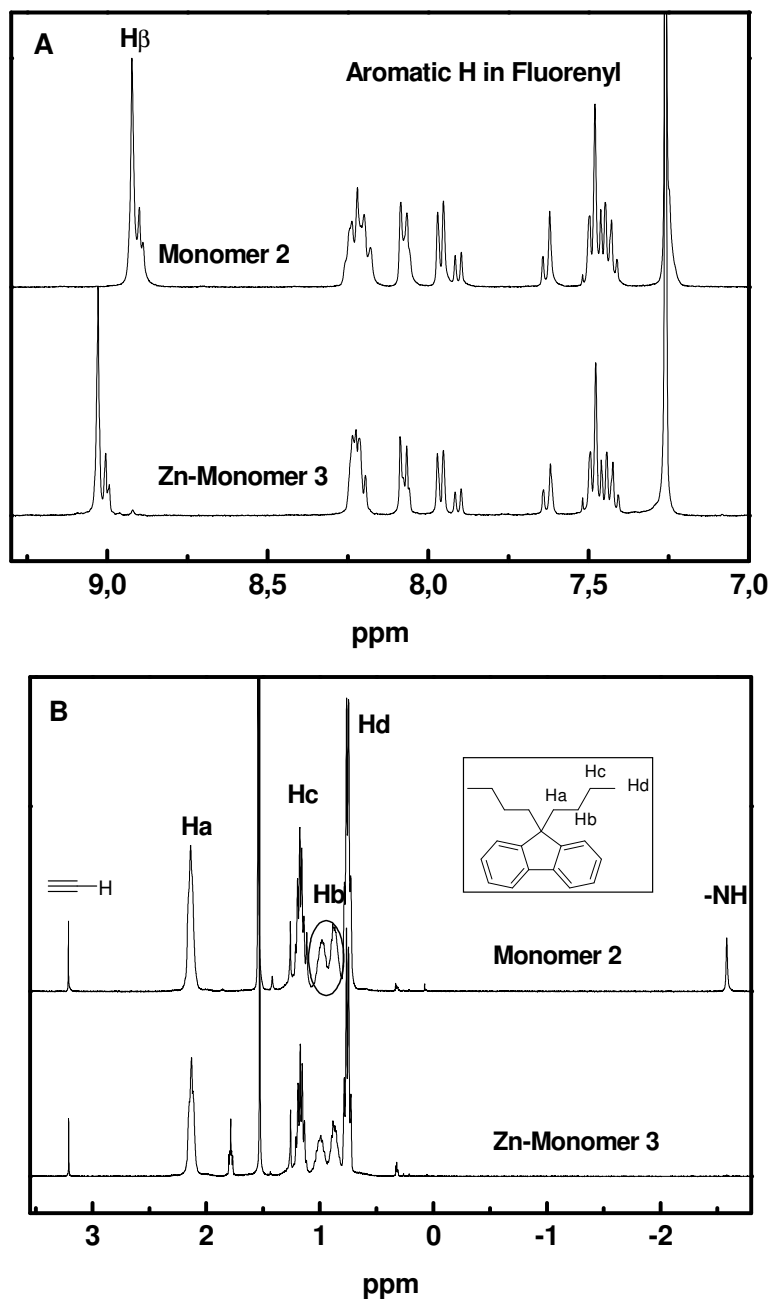 A
Hβ
Aromatic H in Fluorenyl
Monomer 2
Zn-Monomer 3
9,0 8,5 8,0 7,5 7,0
ppm
B
Hd
Hc
Ha
Hb
H
Hc
Hd
Ha
Hb
-NH
Monomer 2
Zn-Monomer 3
3 2 1 0 -1 -2
ppm